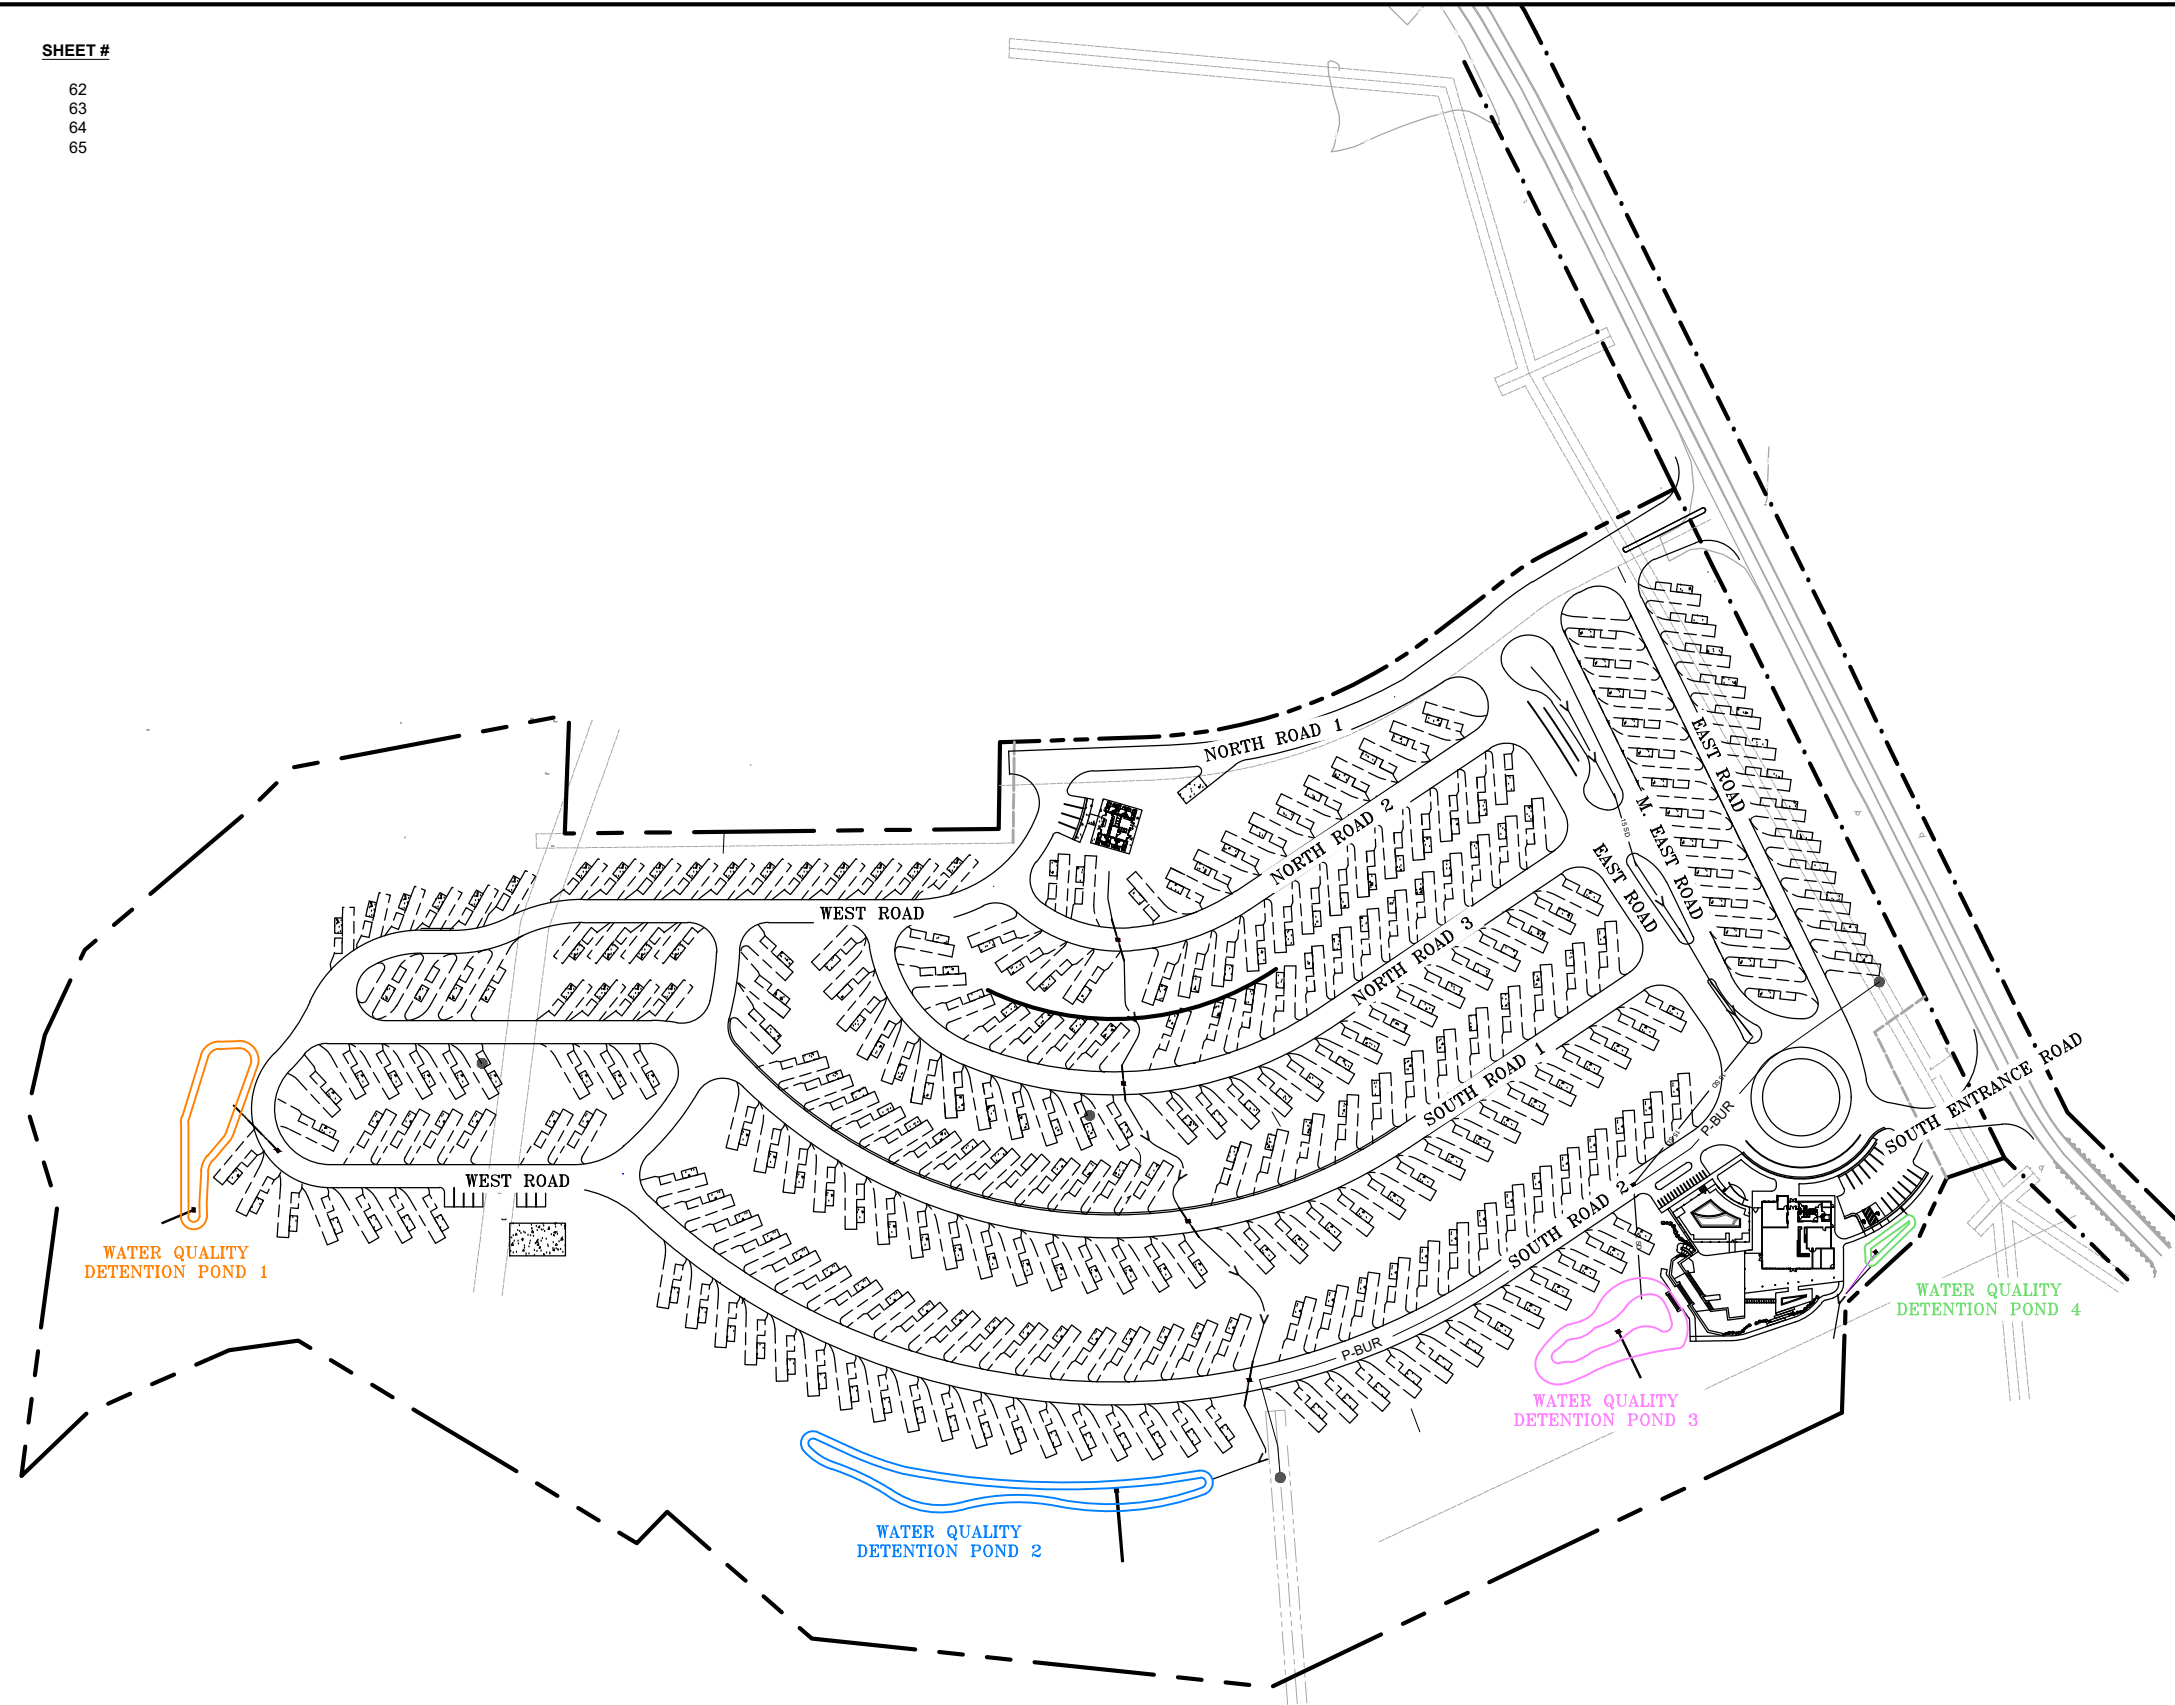 SHEET #
62
63
64
65
NORTH ROAD 1
NORTH ROAD 2
NORTH ROAD 3
EAST ROAD
M. EAST ROAD
EAST ROAD
15 SD
WEST ROAD
SOUTH ROAD 1
SOUTH ENTRANCE ROAD
P-BUR
WEST ROAD
SOUTH ROAD 2
P-BUR
WATER QUALITY
DETENTION POND 1
WATER QUALITY
DETENTION POND 4
WATER QUALITY
DETENTION POND 3
WATER QUALITY
DETENTION POND 2